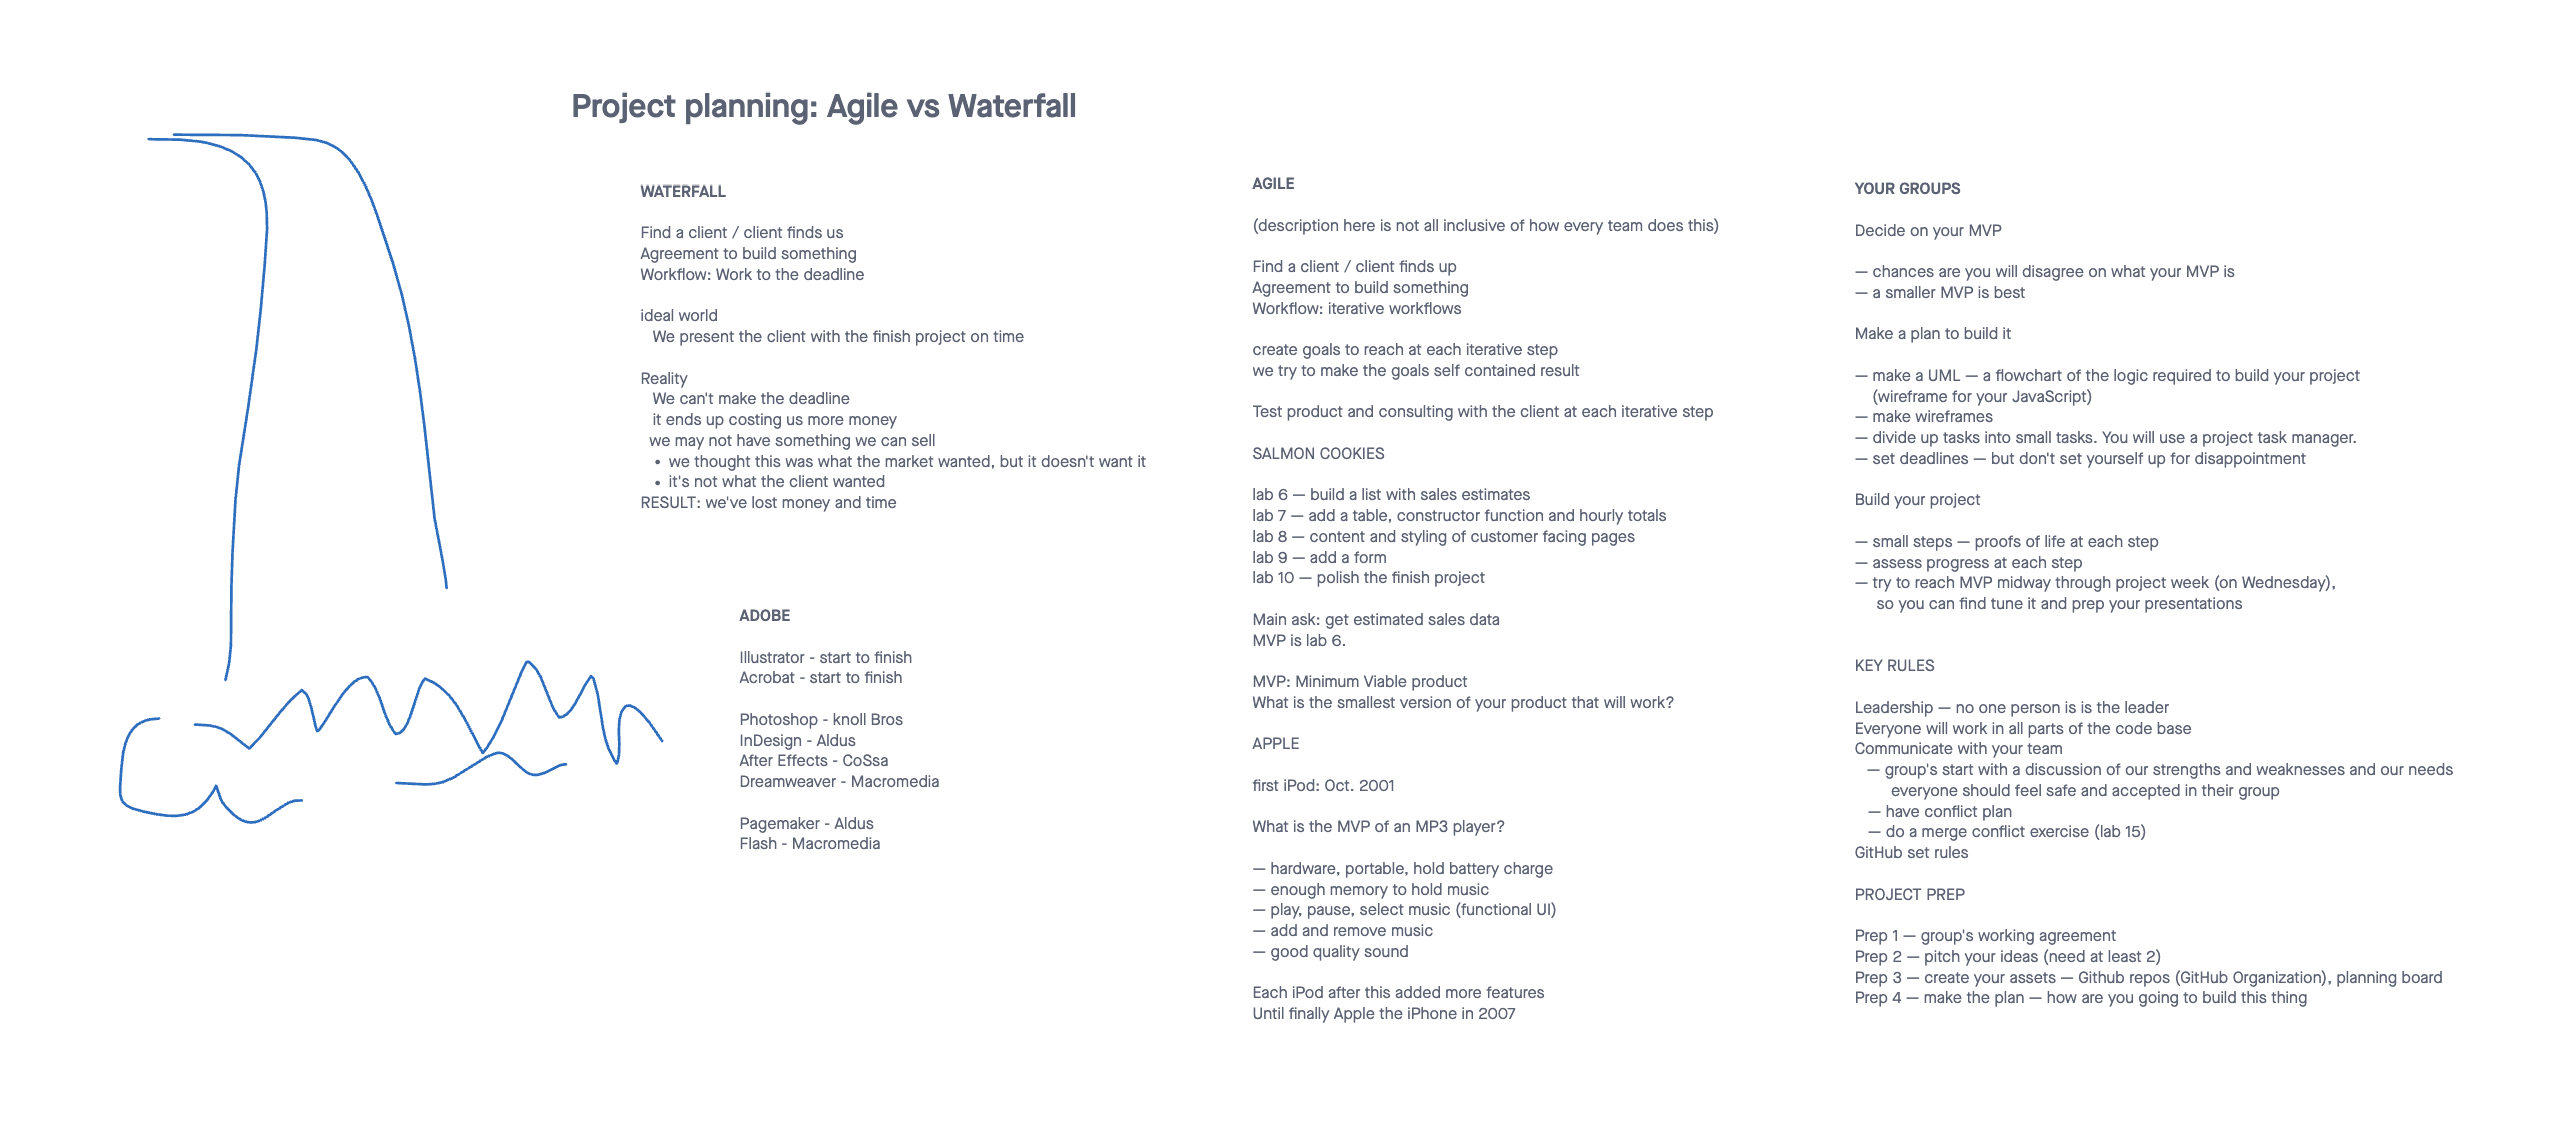 Project planning: Agile vs Waterfall
WATERFALL
Find a client / client finds us
Agreement to build something
Workflow: Work to the deadline
ideal world
We present the client with the finish project on time
Reality
We can't make the deadline
it ends up costing us more money
we may not have something we can sell
• we thought this was what the market wanted, but it doesn't want it
• it's not what the client wanted
RESULT: we've lost money and time
ADOBE
Illustrator - start to finish
Acrobat - start to finish
Photoshop - knoll Bros
InDesign - Aldus
After Effects - CoSsa
Dreamweaver - Macromedia
Pagemaker - Aldus
Flash - Macromedia
AGILE
(description here is not all inclusive of how every team does this)
Find a client / client finds up
Agreement to build something
Workflow: iterative workflows
create goals to reach at each iterative step
we try to make the goals self contained result
Test product and consulting with the client at each iterative step
SALMON COOKIES
lab 6 — build a list with sales estimates
lab 7 — add a table, constructor function and hourly totals
lab 8 — content and styling of customer facing pages
lab 9 — add a form
lab 10 — polish the finish project
Main ask: get estimated sales data
MVP is lab 6.
MVP: Minimum Viable product
What is the smallest version of your product that will work?
APPLE
first iPod: Oct. 2001
What is the MVP of an MP3 player?
— hardware, portable, hold battery charge
— enough memory to hold music
— play, pause, select music (functional UI)
— add and remove music
— good quality sound
Each iPod after this added more features
Until finally Apple the iPhone in 2007
YOUR GROUPS
Decide on your MVP
— chances are you will disagree on what your MVP is
— a smaller MVP is best
Make a plan to build it
— make a UML — a flowchart of the logic required to build your project
(wireframe for your JavaScript)
— make wireframes
— divide up tasks into small tasks. You will use a project task manager.
— set deadlines — but don't set yourself up for disappointment
Build your project
— small steps — proofs of life at each step
— assess progress at each step
— try to reach MVP midway through project week (on Wednesday),
so you can find tune it and prep your presentations
KEY RULES
Leadership — no one person is is the leader
Everyone will work in all parts of the code base
Communicate with your team
— group's start with a discussion of our strengths and weaknesses and our needs
everyone should feel safe and accepted in their group
— have conflict plan
— do a merge conflict exercise (lab 15)
GitHub set rules
PROJECT PREP
Prep 1 — group's working agreement
Prep 2 — pitch your ideas (need at least 2)
Prep 3 — create your assets — Github repos (GitHub Organization), planning board
Prep 4 — make the plan — how are you going to build this thing